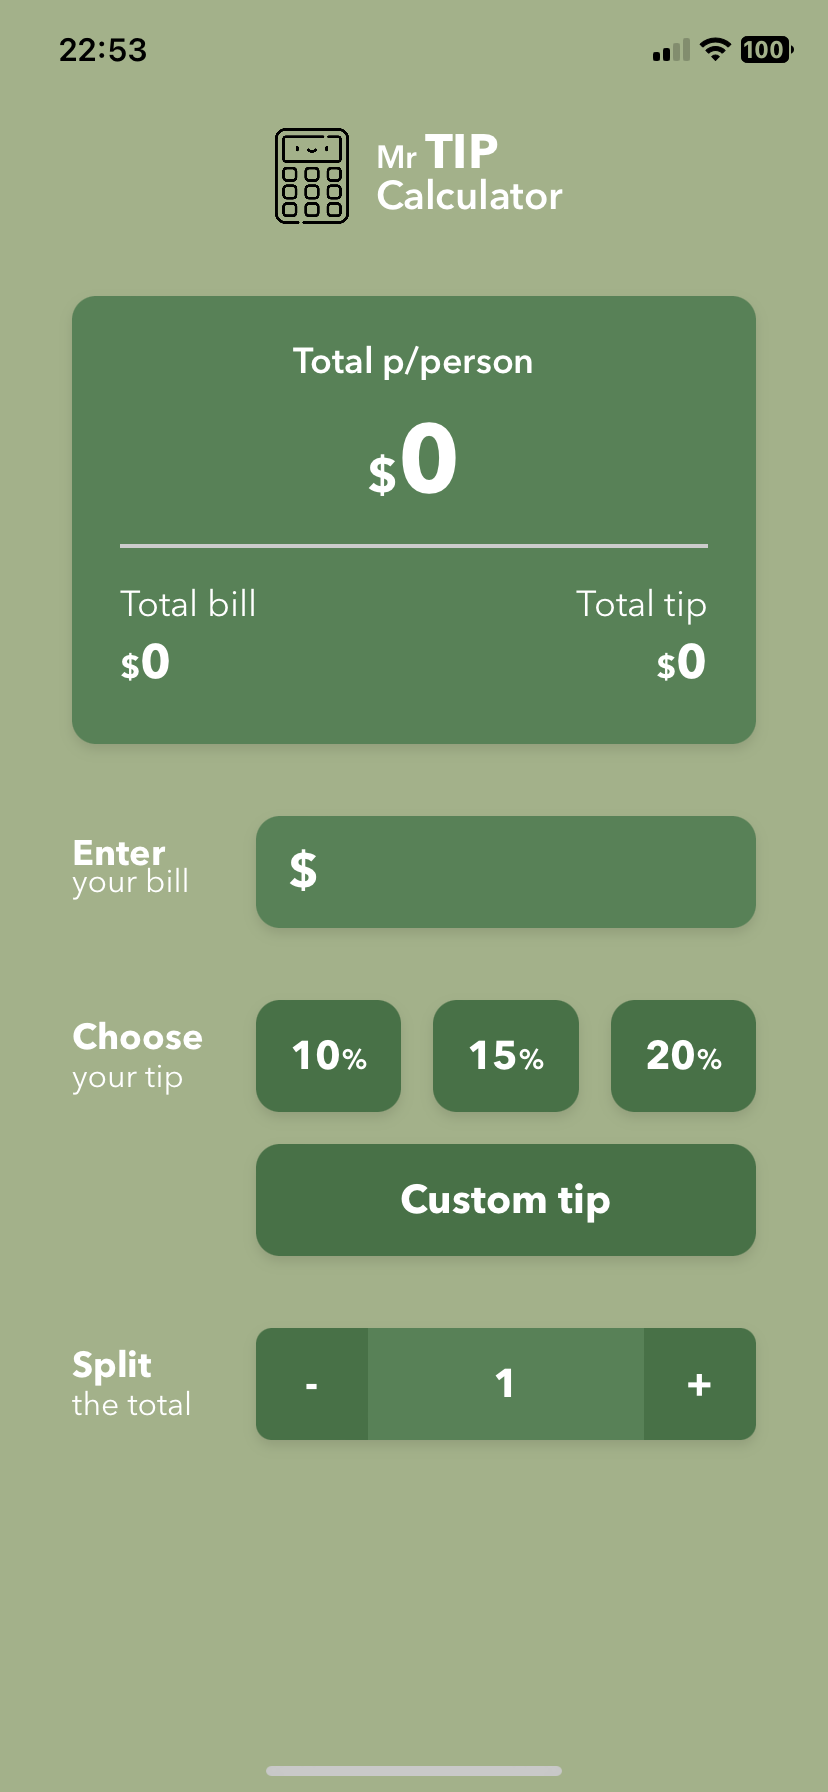 22:53
100
Mr TIP
Calculator
Total p/person
$0
Total bill
Total tip
$0
$0
Enter
your bill
$
Choose
your tip
10%
15%
20%
Custom tip
Split
the total
-
1
+